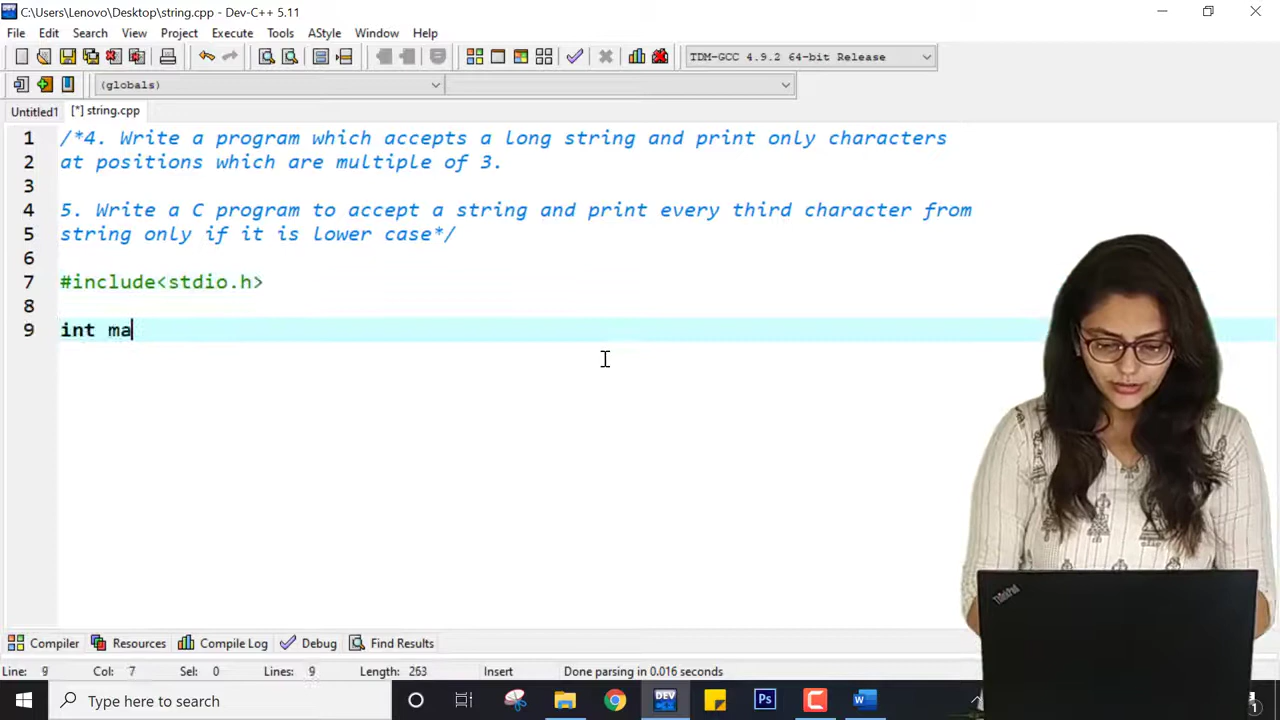 C:\Users\Lenovo\Desktop\string.cpp - Dev-C++ 5.11
File Edit Search View Project Execute Tools AStyle Window Help
TDM-GCC 4.9.2 64-bit Release
(globals)
Untitled1 [*] string.cpp
1 /*4. Write a program which accepts a long string and print only characters
2 at positions which are multiple of 3.
3
4 5. Write a C program to accept a string and print every third character from
5 string only if it is lower case*/
6
7 #include<stdio.h>
8
9 int ma
Compiler Resources Compile Log Debug Find Results
Line: 9 Col: 7 Sel: 0 Lines: 9 Length: 263 Insert Done parsing in 0.016 seconds
Type here to search
DEV
Ps
W
1
ThinkPad